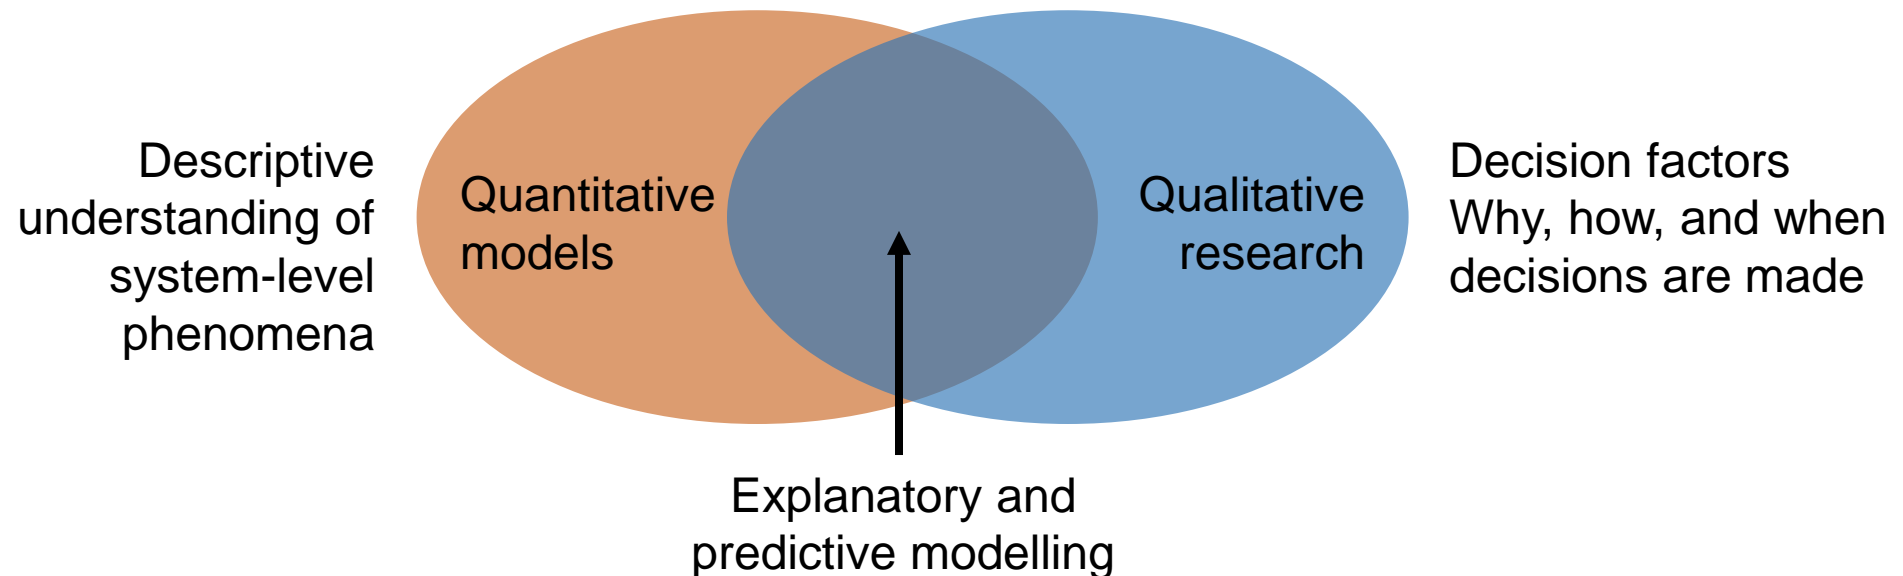 Descriptive
understanding of
system-level
phenomena
Quantitative
models
Qualitative
research
Decision factors
Why, how, and when
decisions are made
Explanatory and
predictive modelling